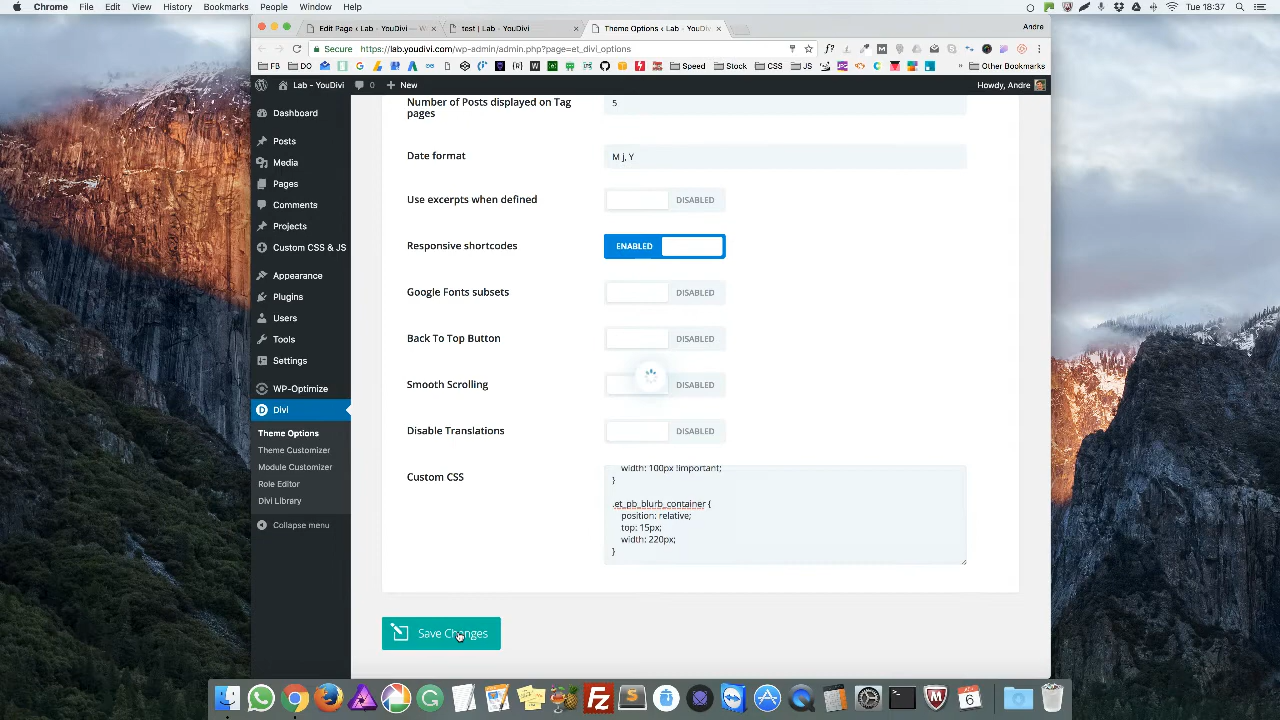 Chrome File Edit View History Bookmarks People Window Help Tue 18:37
Edit Page ‹ Lab - YouDivi — W × test | Lab - YouDivi × Theme Options ‹ Lab - YouDiv × Andre
Secure https://lab.youdivi.com/wp-admin/admin.php?page=et_divi_options
FB DO Speed Stock CSS JS » Other Bookmarks
Lab - YouDivi 0 + New Howdy, Andre
Dashboard
Posts
Media
Pages
Comments
Projects
Custom CSS & JS
Appearance
Plugins
Users
Tools
Settings
WP-Optimize
Divi
Theme Options
Theme Customizer
Module Customizer
Role Editor
Divi Library
Collapse menu
Number of Posts displayed on Tag
pages
5
Date format
M j, Y
Use excerpts when defined
DISABLED
Responsive shortcodes
ENABLED
Google Fonts subsets
DISABLED
Back To Top Button
DISABLED
Smooth Scrolling
DISABLED
Disable Translations
DISABLED
Custom CSS
width: 100px !important;
}
.et_pb_blurb_container {
position: relative;
top: 15px;
width: 220px;
}
Save Changes